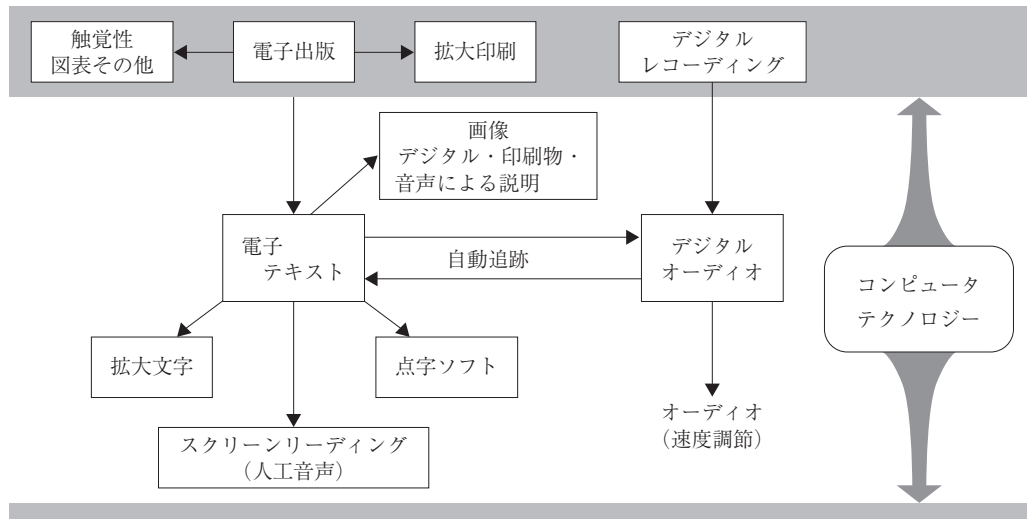 触覚性
図表その他
電子出版
拡大印刷
デジタル
レコーディング
画像
デジタル・印刷物・
音声による説明
電子
テキスト
自動追跡
デジタル
オーディオ
コンピュータ
テクノロジー
拡大文字
点字ソフト
オーディオ
（速度調節）
スクリーンリーディング
（人工音声）